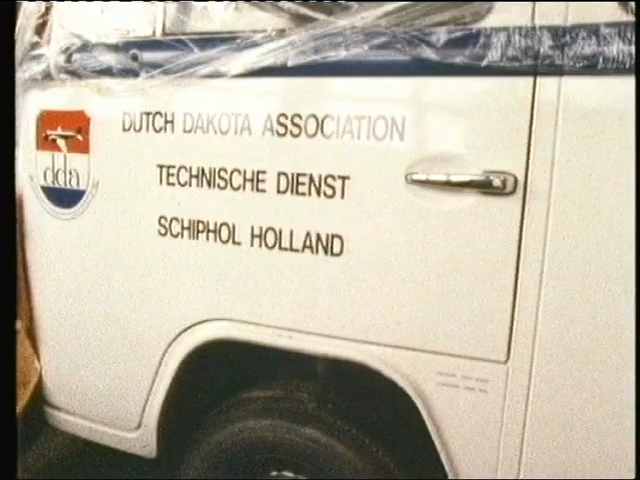 DUTCH DAKOTA ASSOCIATION
dda
TECHNISCHE DIENST
SCHIPHOL HOLLAND